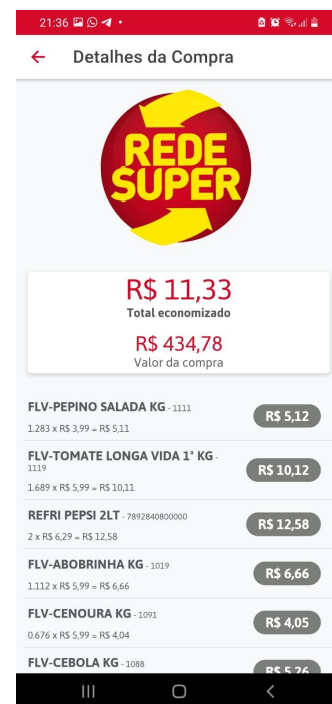 21:36
Detalhes da Compra
REDE
SUPER
R$ 11,33
Total economizado
R$ 434,78
Valor da compra
FLV-PEPINO SALADA KG - 1111
R$ 5,12
1.283 x R$ 3,99 = R$ 5,11
FLV-TOMATE LONGA VIDA 1ª KG -
1119
R$ 10,12
1.689 x R$ 5,99 = R$ 10,11
REFRI PEPSI 2LT - 7892840800000
R$ 12,58
2 x R$ 6,29 = R$ 12,58
FLV-ABOBRINHA KG - 1019
R$ 6,66
1.112 x R$ 5,99 = R$ 6,66
FLV-CENOURA KG - 1091
R$ 4,05
0.676 x R$ 5,99 = R$ 4,04
FLV-CEBOLA KG - 1088
R$ 5,26